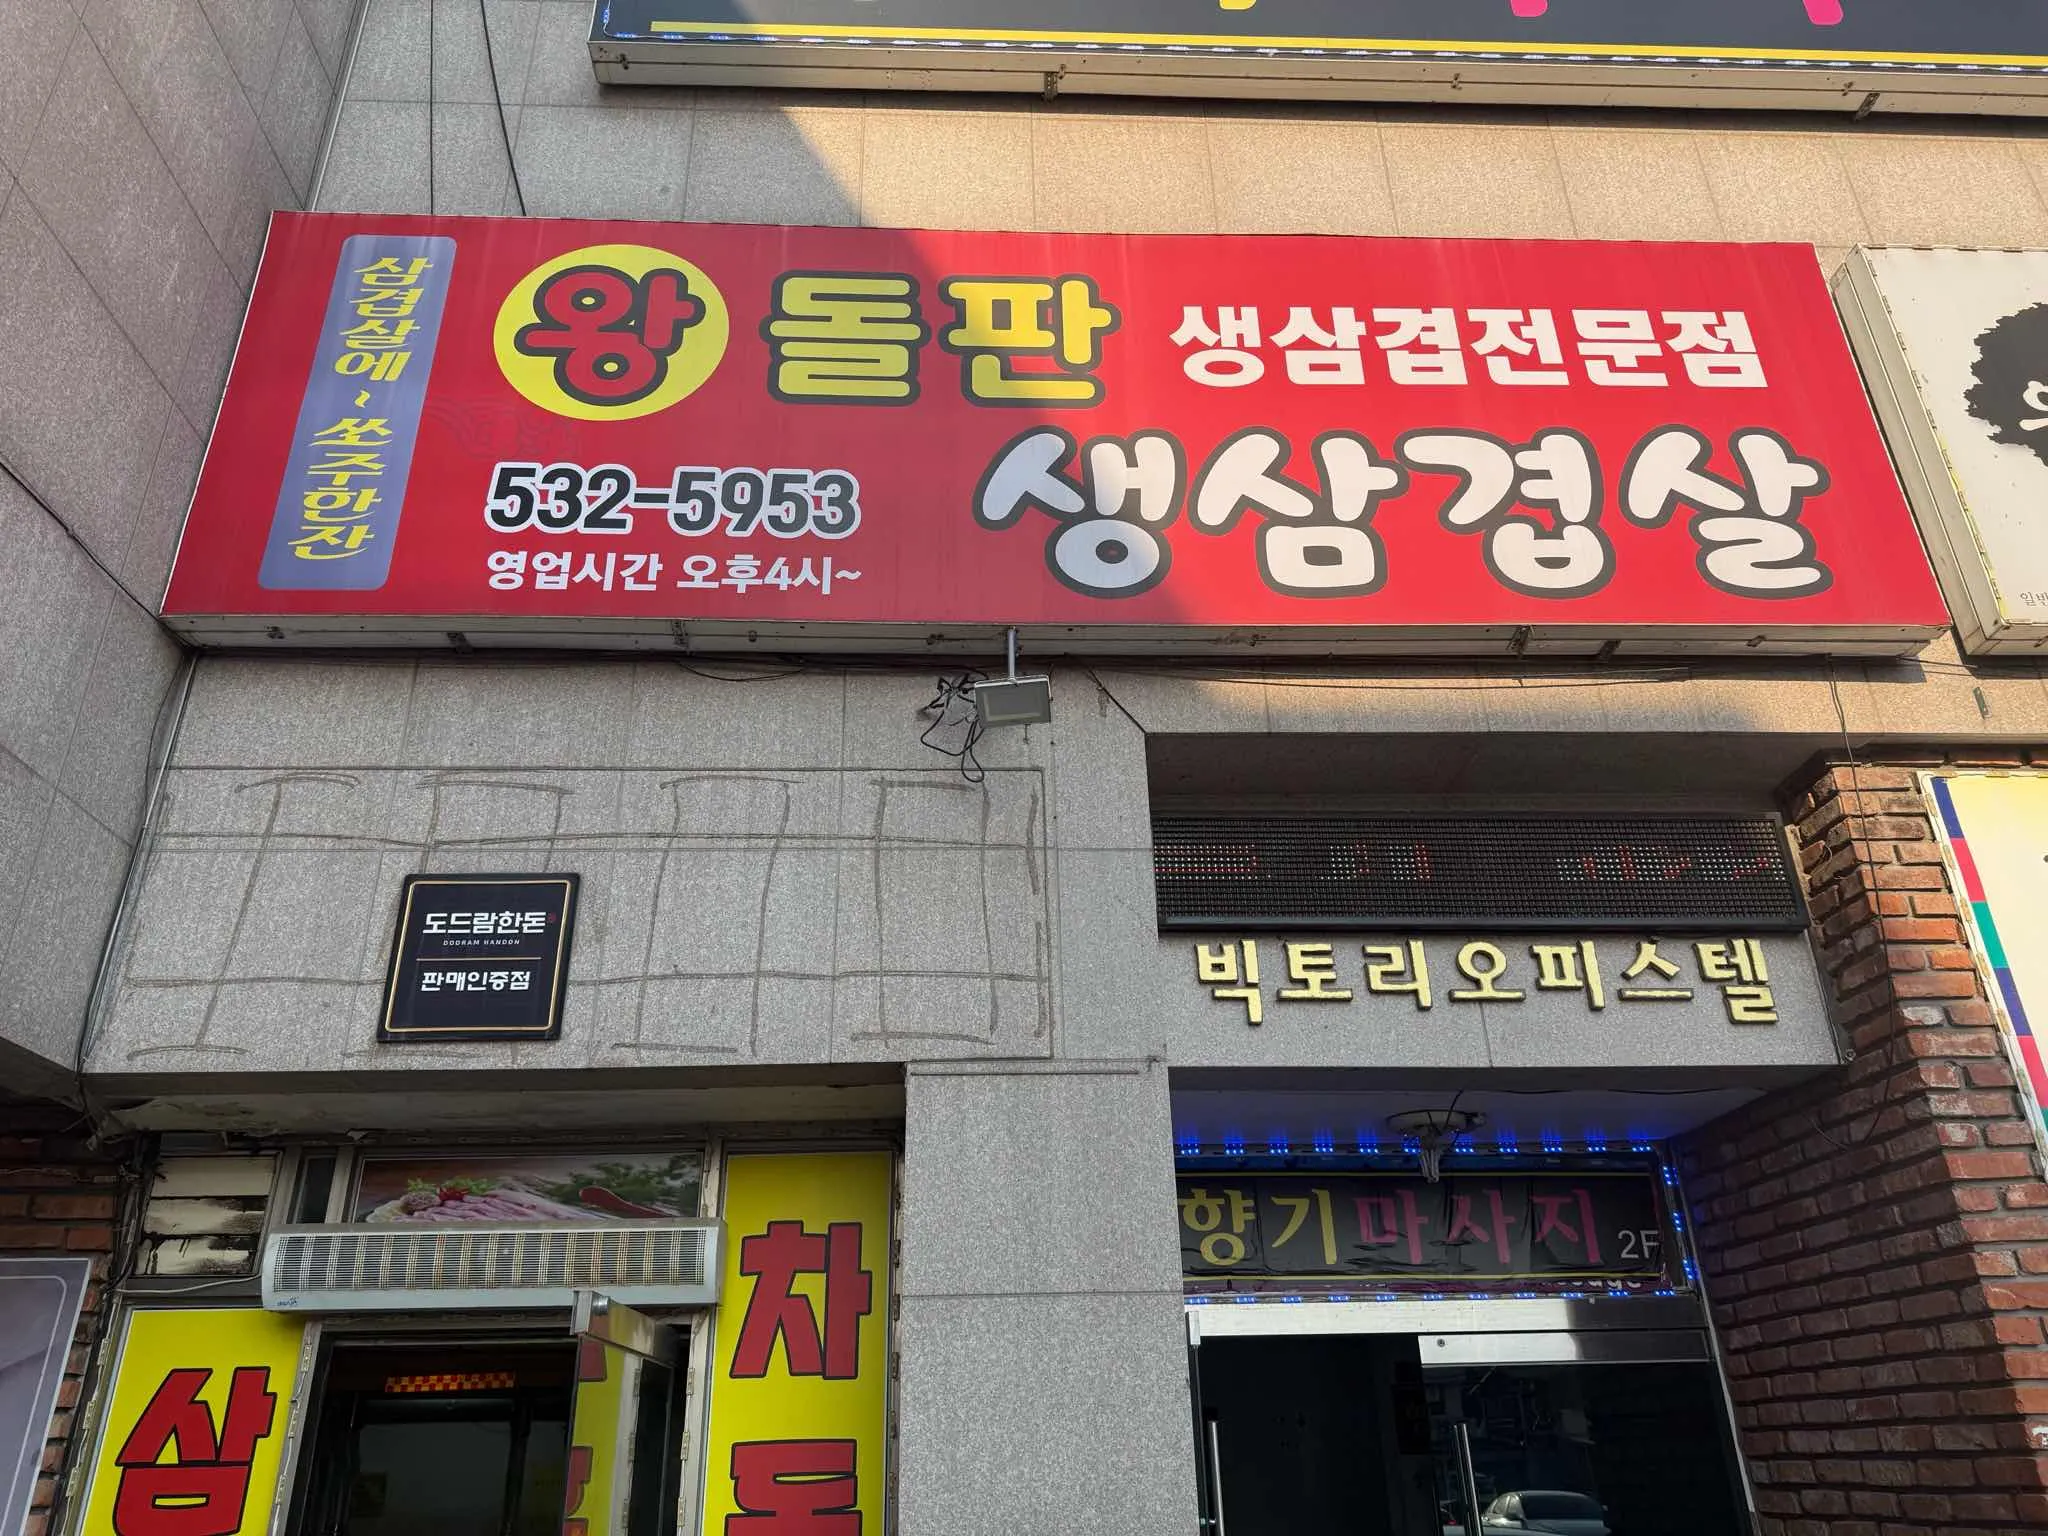 삼겹살에~쏘주한잔
왕돌판 생삼겹전문점
생삼겹살
532-5953
영업시간 오후4시~
도드람한돈
DODRAM HANDON
판매인증점
빅토리오피스텔
향기마사지 2F
차
삼